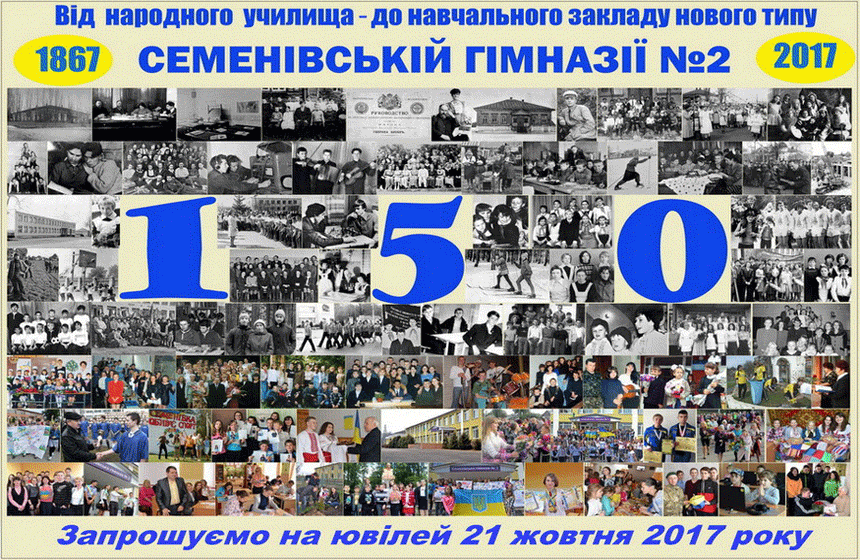 Від народного училища - до навчального закладу нового типу
1867 СЕМЕНІВСЬКІЙ ГІМНАЗІЇ №2 2017
РУКОВОДСТВО
150
Запрошуємо на ювілей 21 жовтня 2017 року